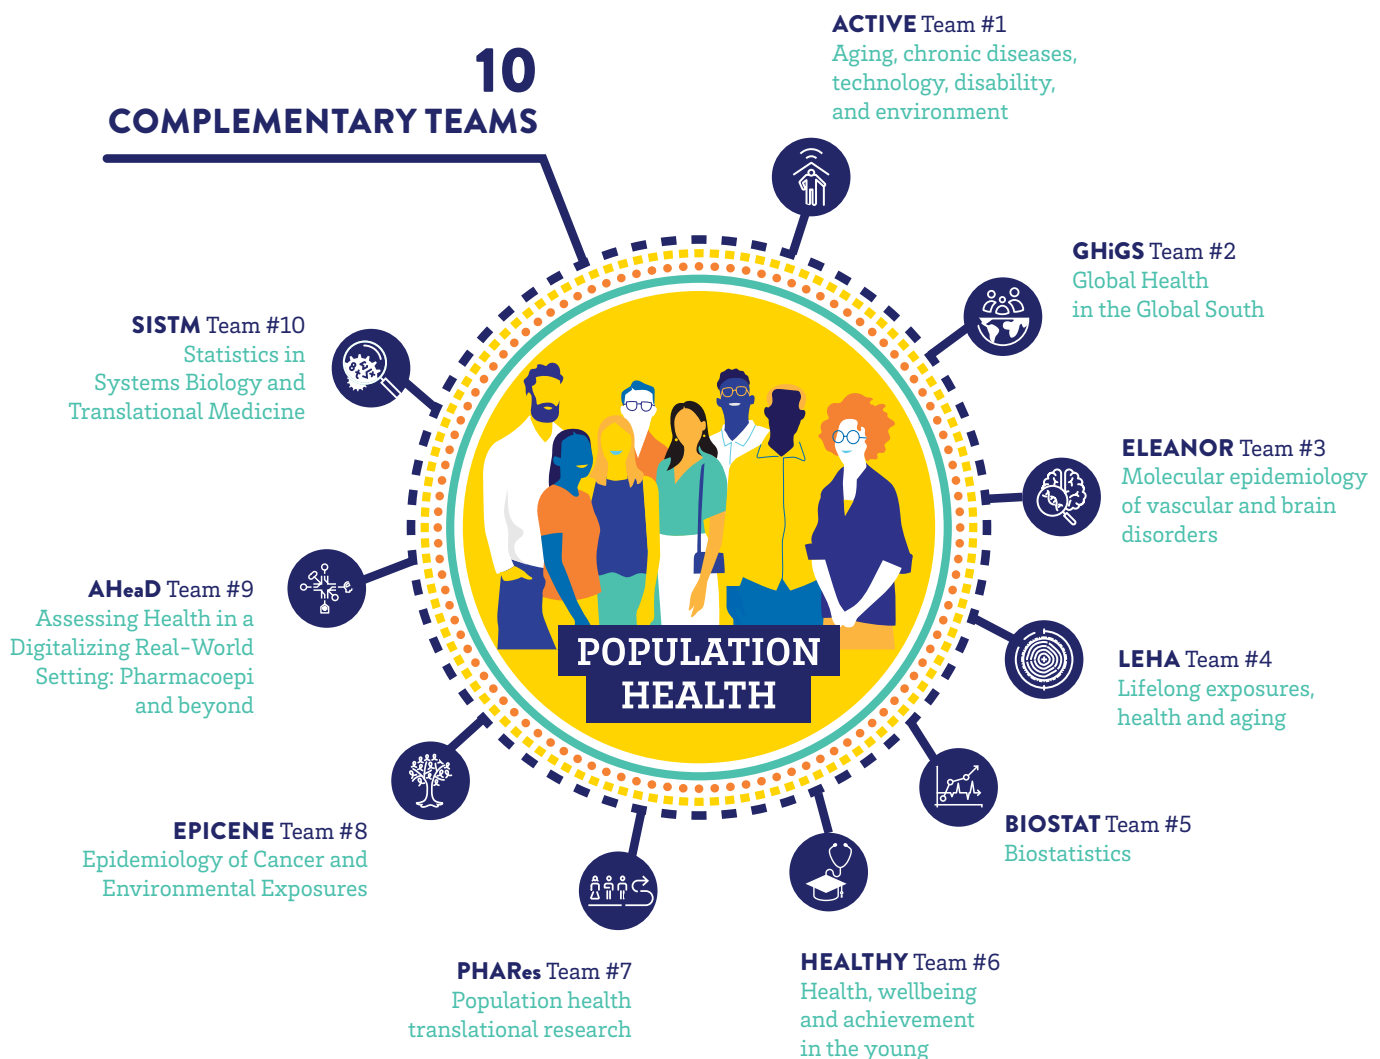 10
COMPLEMENTARY TEAMS
ACTIVE Team #1
Aging, chronic diseases,
technology, disability,
and environment
GHiGS Team #2
Global Health
in the Global South
ELEANOR Team #3
Molecular epidemiology
of vascular and brain
disorders
LEHA Team #4
Lifelong exposures,
health and aging
BIOSTAT Team #5
Biostatistics
HEALTHY Team #6
Health, wellbeing
and achievement
in the young
PHARes Team #7
Population health
translational research
EPICENE Team #8
Epidemiology of Cancer and
Environmental Exposures
AHeaD Team #9
Assessing Health in a
Digitalizing Real-World
Setting: Pharmacoepi
and beyond
SISTM Team #10
Statistics in
Systems Biology and
Translational Medicine
POPULATION
HEALTH